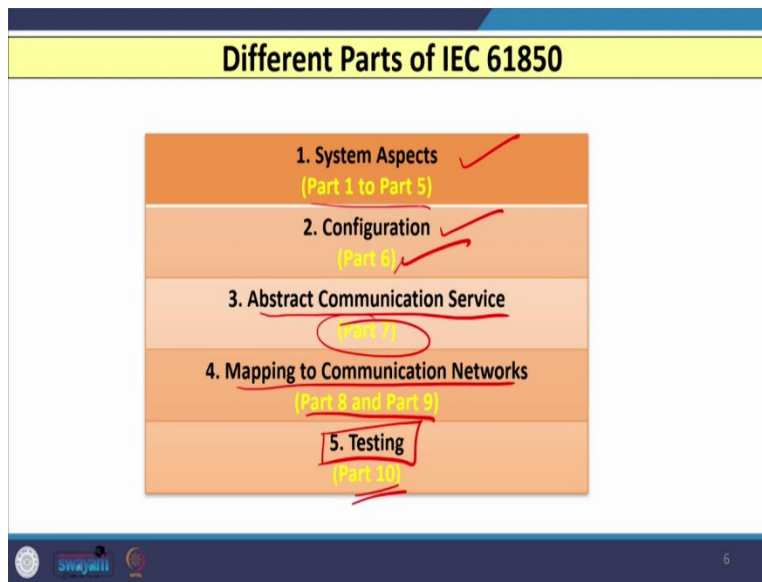 Different Parts of IEC 61850
1. System Aspects
(Part 1 to Part 5)
2. Configuration
(Part 6)
3. Abstract Communication Service
(Part 7)
4. Mapping to Communication Networks
(Part 8 and Part 9)
5. Testing
(Part 10)
swayam
6